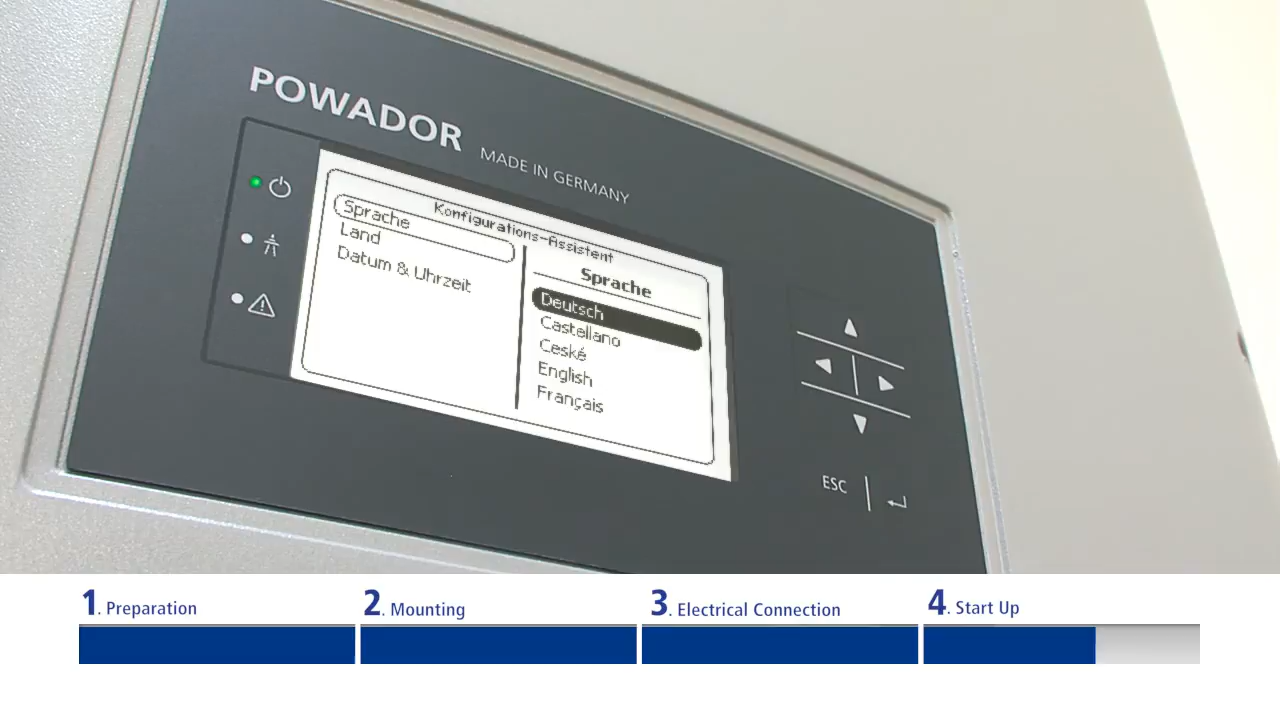 POWADOR
MADE IN GERMANY
Konfigurations-Assistent
Sprache
Land
Datum & Uhrzeit
Sprache
Deutsch
Castellano
Ceské
English
Français
ESC
1. Preparation
2. Mounting
3. Electrical Connection
4. Start Up